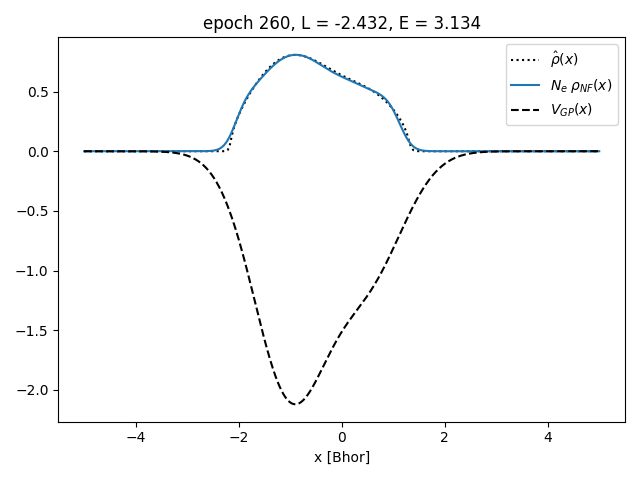 epoch 260, L = -2.432, E = 3.134
ρ̂(x)
N_e ρ_NF(x)
V_GP(x)
0.5
0.0
−0.5
−1.0
−1.5
−2.0
−4
−2
0
2
4
x [Bhor]